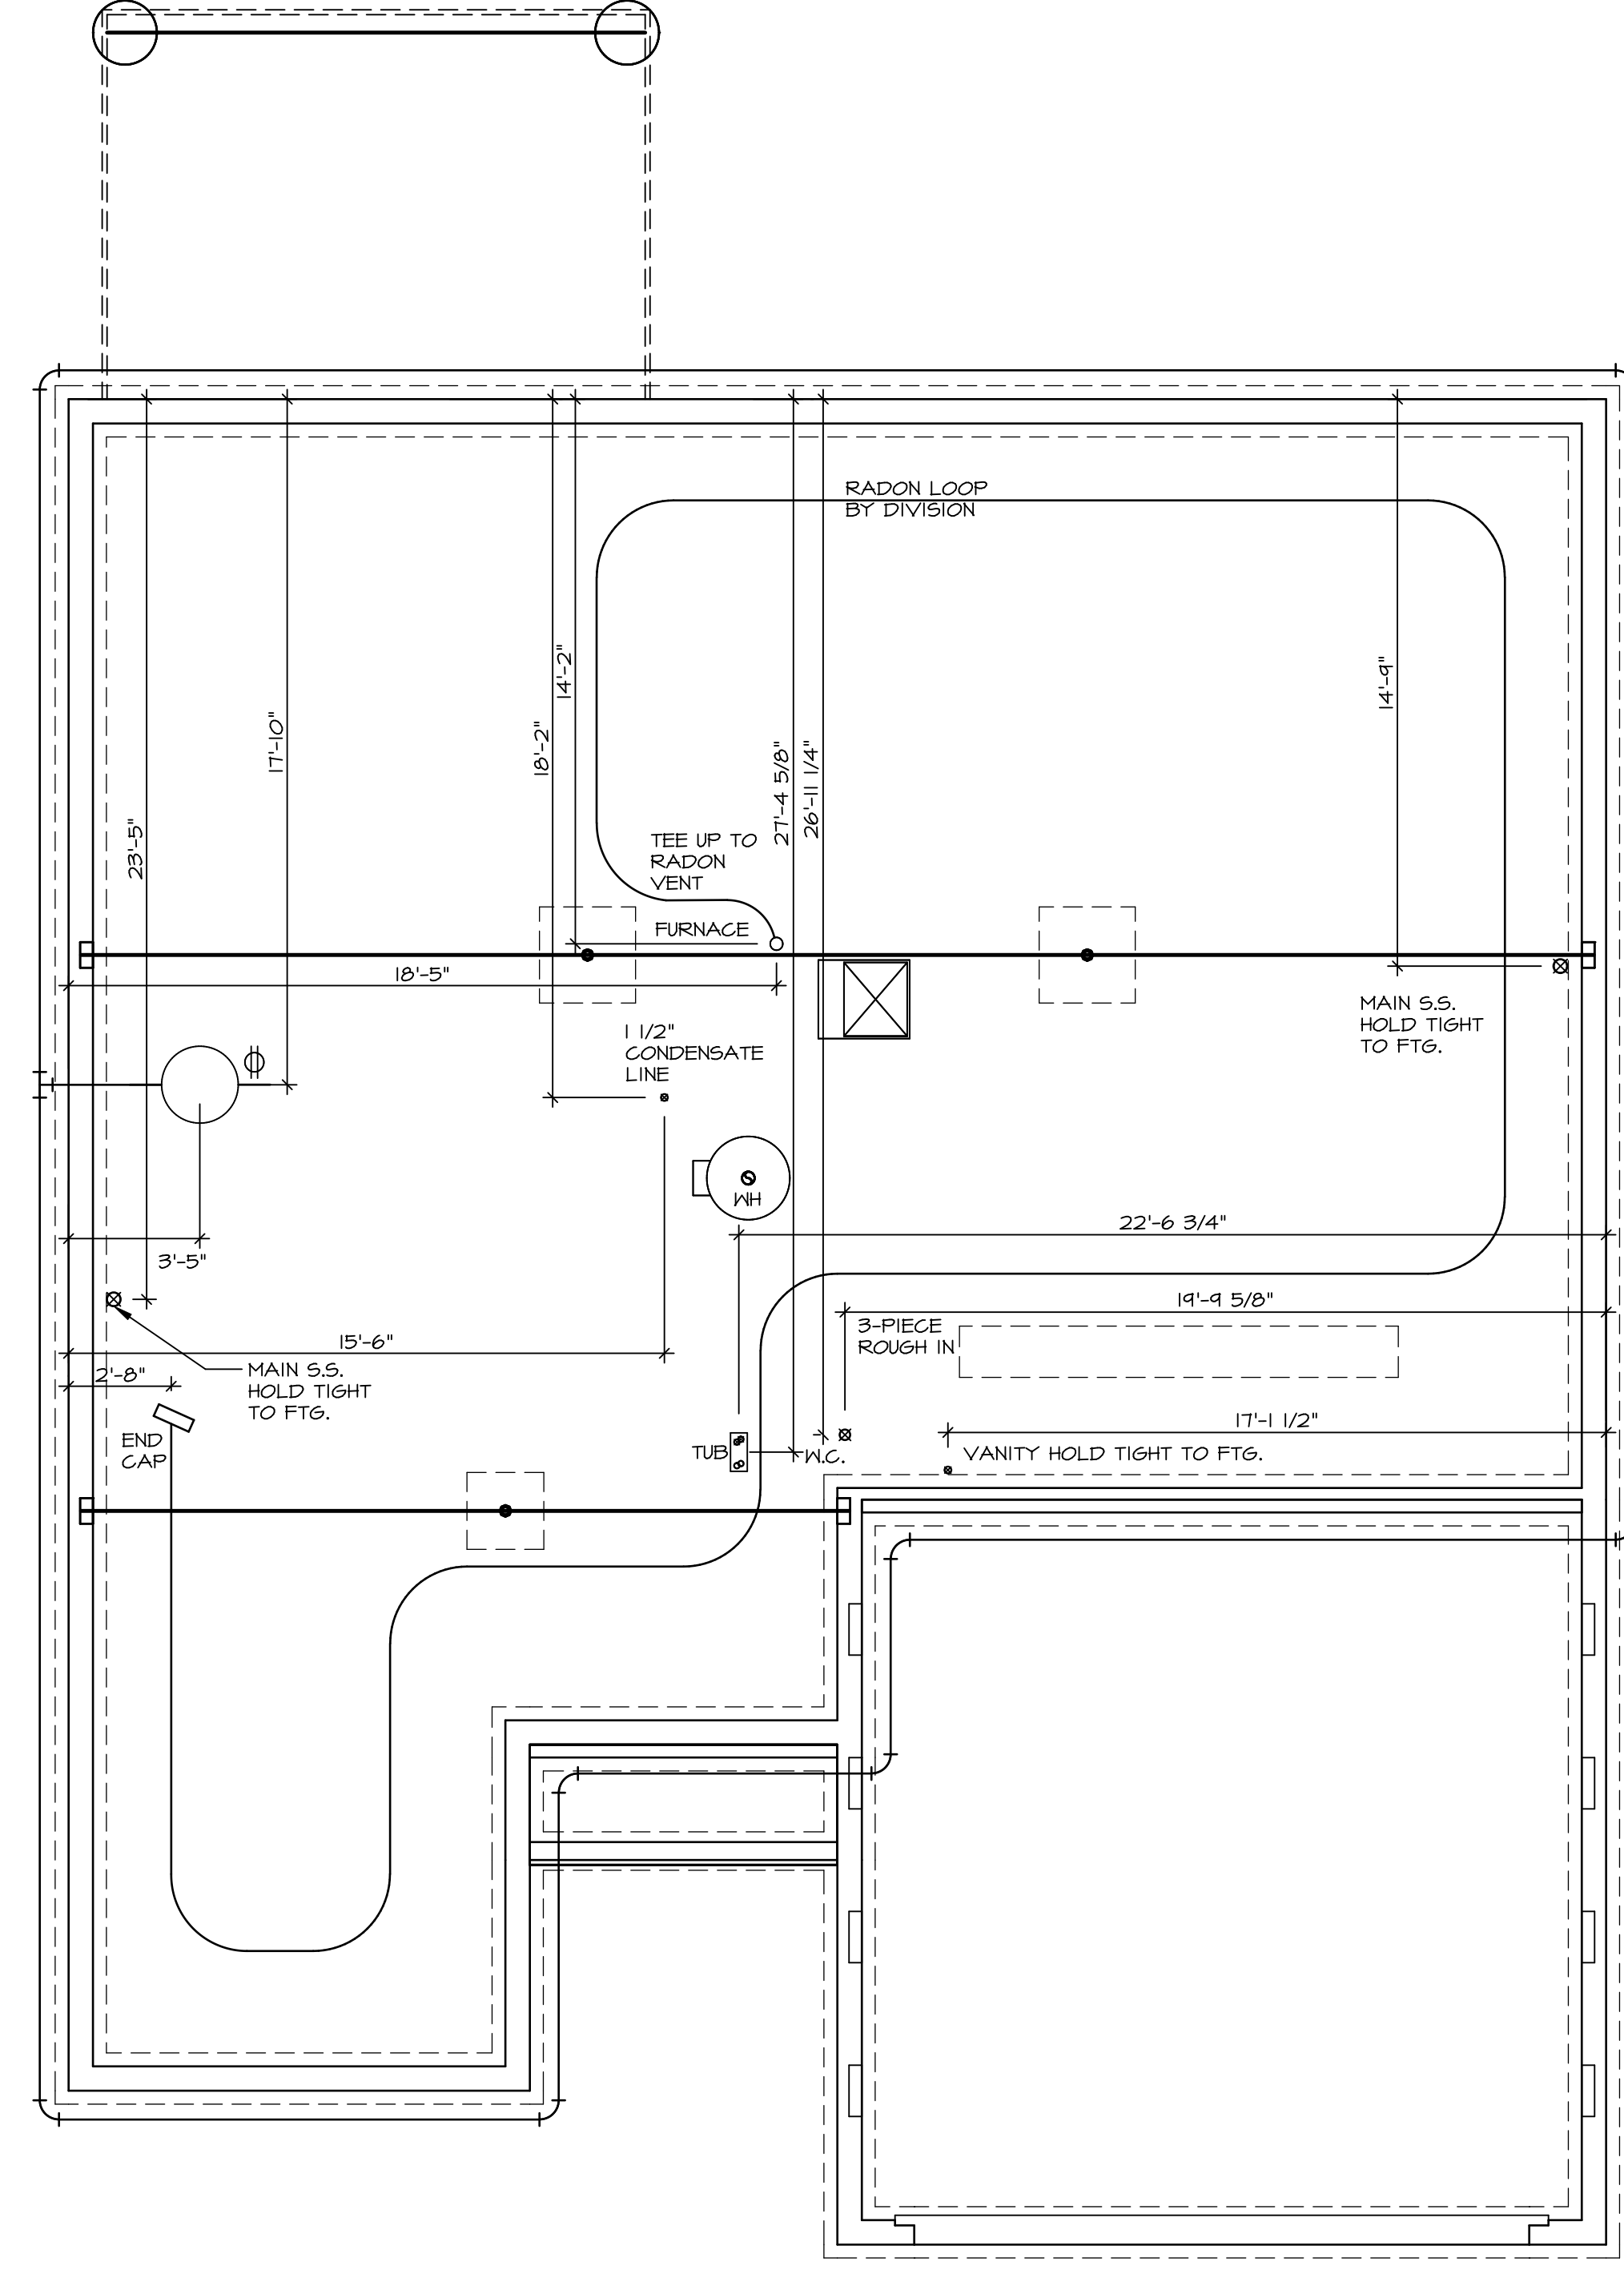 RADON LOOP
BY DIVISION
14'-2"
14'-9"
17'-10"
18'-2"
27'-4 5/8"
26'-11 1/4"
23'-5"
TEE UP TO
RADON
VENT
FURNACE
18'-5"
MAIN S.S.
HOLD TIGHT
TO FTG.
1 1/2"
CONDENSATE
LINE
WH
22'-6 3/4"
3'-5"
19'-9 5/8"
3-PIECE
ROUGH IN
15'-6"
2'-8"
MAIN S.S.
HOLD TIGHT
TO FTG.
17'-1 1/2"
END
CAP
TUB
W.C.
VANITY HOLD TIGHT TO FTG.